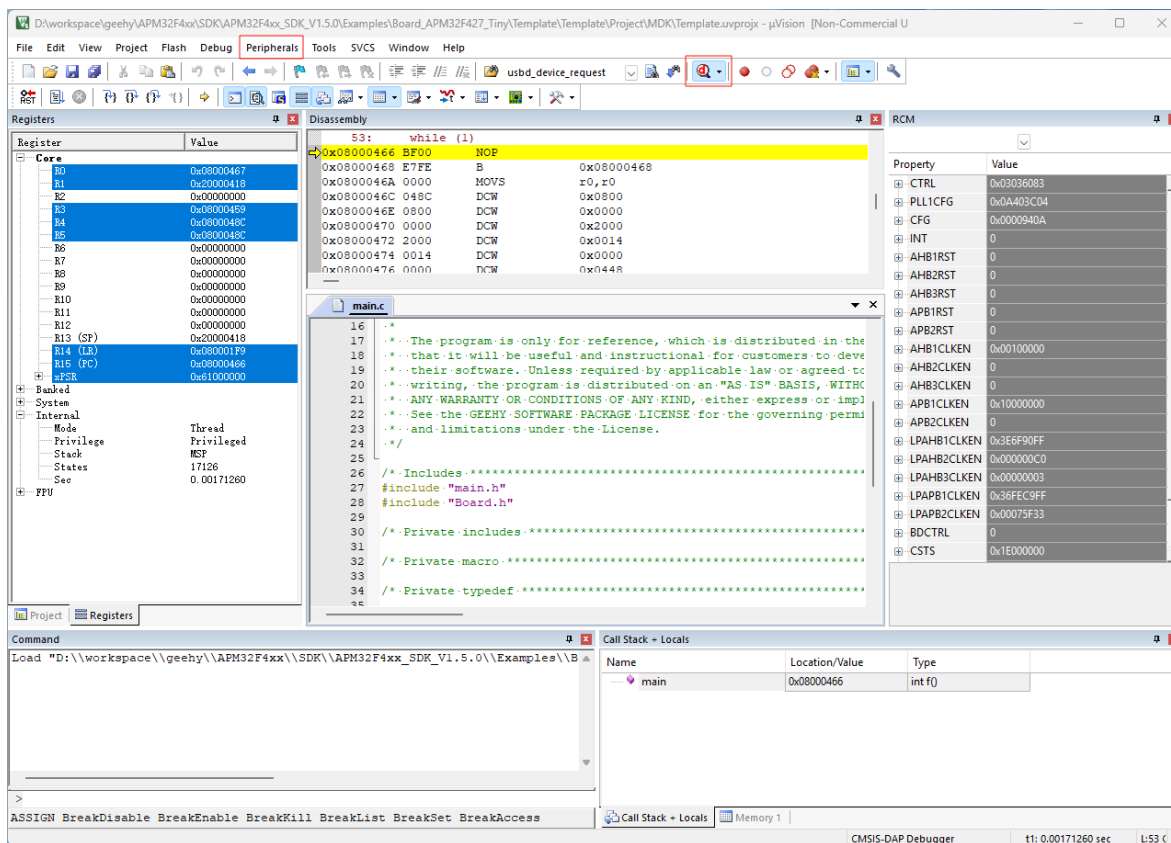 D:\workspace\geehy\APM32F4xx\SDK\APM32F4xx_SDK_V1.5.0\Examples\Board_APM32F427_Tiny\Template\Template\Project\MDK\Template.uvprojx - µVision [Non-Commercial U
File Edit View Project Flash Debug Peripherals Tools SVCS Window Help
usbd_device_request
RST
Registers
Register Value
Core
R0 0x08000467
R1 0x20000418
R2 0x00000000
R3 0x08000459
R4 0x0800048C
R5 0x0800048C
R6 0x00000000
R7 0x00000000
R8 0x00000000
R9 0x00000000
R10 0x00000000
R11 0x00000000
R12 0x00000000
R13 (SP) 0x20000418
R14 (LR) 0x080001F9
R15 (PC) 0x08000466
xPSR 0x61000000
Banked
System
Internal
Mode Thread
Privilege Privileged
Stack MSP
States 17126
Sec 0.00171260
FPU
Project Registers
Disassembly
53: while (1)
0x08000466 BF00 NOP
0x08000468 E7FE B 0x08000468
0x0800046A 0000 MOVS r0,r0
0x0800046C 048C DCW 0x0800
0x0800046E 0800 DCW 0x0000
0x08000470 0000 DCW 0x2000
0x08000472 2000 DCW 0x0014
0x08000474 0014 DCW 0x0000
0x08000476 0000 DCW 0x0448
main.c
16 *
17 * The program is only for reference, which is distributed in the
18 * that it will be useful and instructional for customers to deve
19 * their software. Unless required by applicable law or agreed to
20 * writing, the program is distributed on an "AS IS" BASIS, WITHO
21 * ANY WARRANTY OR CONDITIONS OF ANY KIND, either express or impl
22 * See the GEEHY SOFTWARE PACKAGE LICENSE for the governing permi
23 * and limitations under the License.
24 */
25
26 /* Includes *****************************************************
27 #include "main.h"
28 #include "Board.h"
29
30 /* Private includes *********************************************
31
32 /* Private macro ************************************************
33
34 /* Private typedef **********************************************
35
RCM
Property Value
CTRL 0x03036083
PLL1CFG 0x0A403C04
CFG 0x0000940A
INT 0
AHB1RST 0
AHB2RST 0
AHB3RST 0
APB1RST 0
APB2RST 0
AHB1CLKEN 0x00100000
AHB2CLKEN 0
AHB3CLKEN 0
APB1CLKEN 0x10000000
APB2CLKEN 0
LPAHB1CLKEN 0x3E6F90FF
LPAHB2CLKEN 0x000000C0
LPAHB3CLKEN 0x00000003
LPAPB1CLKEN 0x36FEC9FF
LPAPB2CLKEN 0x00075F33
BDCTRL 0
CSTS 0x1E000000
Command
Load "D:\\workspace\\geehy\\APM32F4xx\\SDK\\APM32F4xx_SDK_V1.5.0\\Examples\\B
>
ASSIGN BreakDisable BreakEnable BreakKill BreakList BreakSet BreakAccess
Call Stack + Locals
Name Location/Value Type
main 0x08000466 int f()
Call Stack + Locals Memory 1
CMSIS-DAP Debugger t1: 0.00171260 sec L:53 C